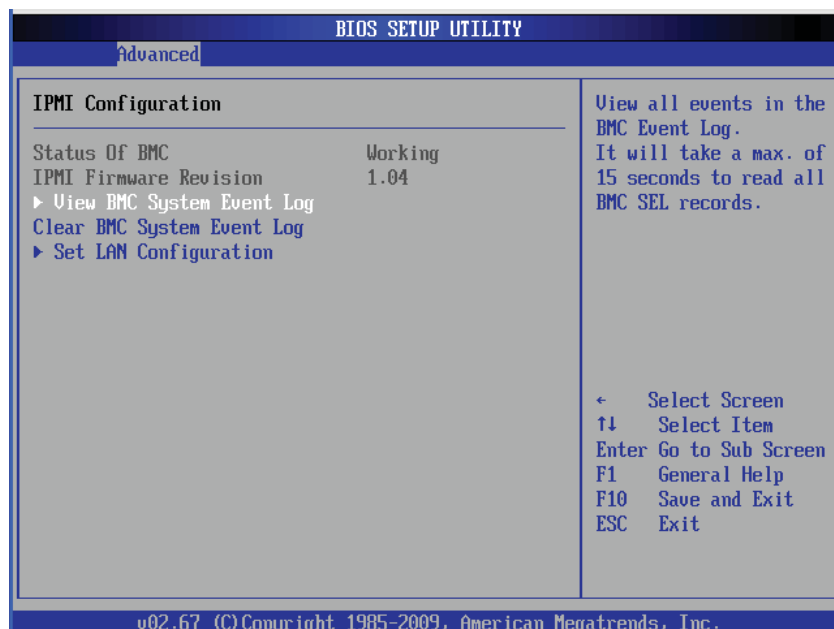 BIOS SETUP UTILITY
Advanced
IPMI Configuration
Status Of BMC Working
IPMI Firmware Revision 1.04
▶ View BMC System Event Log
Clear BMC System Event Log
▶ Set LAN Configuration
View all events in the
BMC Event Log.
It will take a max. of
15 seconds to read all
BMC SEL records.
← Select Screen
↑↓ Select Item
Enter Go to Sub Screen
F1 General Help
F10 Save and Exit
ESC Exit
v02.67 (C)Copyright 1985-2009, American Megatrends, Inc.